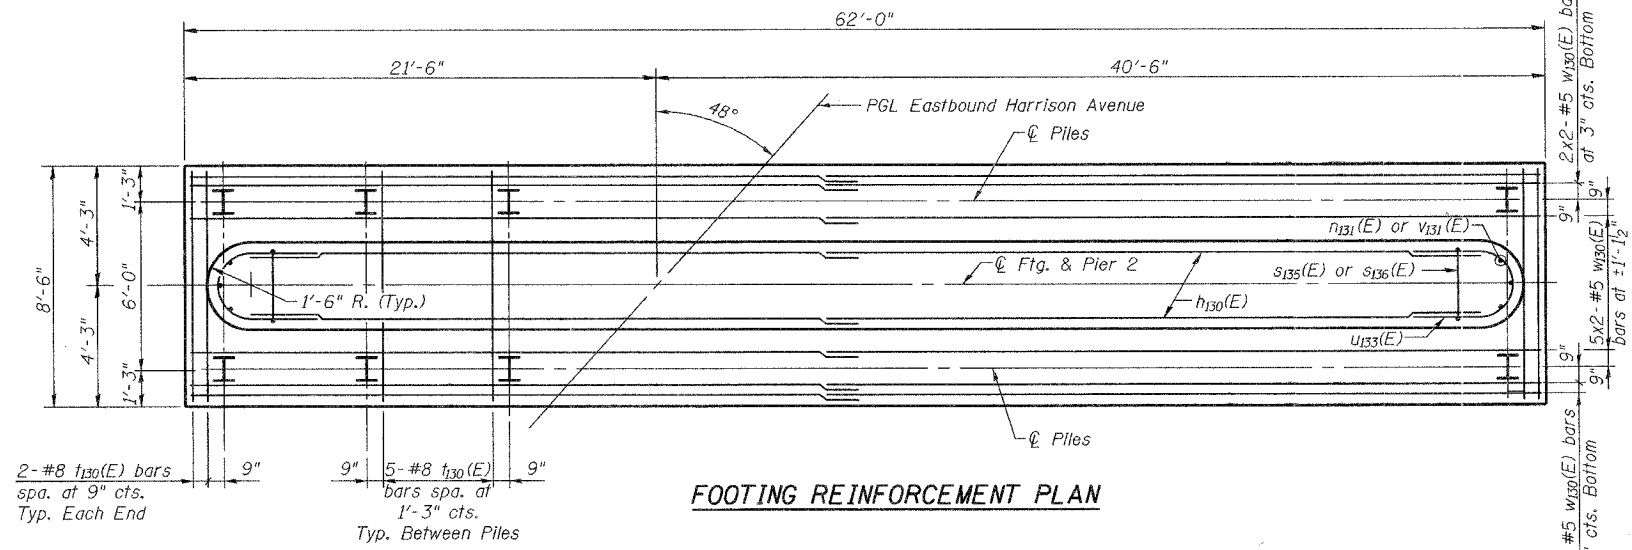 62'-0"
21'-6"
40'-6"
48°
PGL Eastbound Harrison Avenue
℄ Piles
2x2-#5 w130(E)
at 3" cts. Bottom
9"
9"
n131(E) or v131(E)
℄ Ftg. & Pier 2
s135(E) or s136(E)
h130(E)
u133(E)
5x2-#5 w130(E)
bars at ±1'-1½"
1'-6" R. (Typ.)
8'-6"
4'-3"
4'-3"
1'-3"
6'-0"
1'-3"
9"
9"
℄ Piles
#5 w130(E) bars
cts. Bottom
2-#8 t130(E) bars
spa. at 9" cts.
Typ. Each End
9"
9"
5-#8 t130(E)
bars spa. at
1'-3" cts.
Typ. Between Piles
9"
FOOTING REINFORCEMENT PLAN